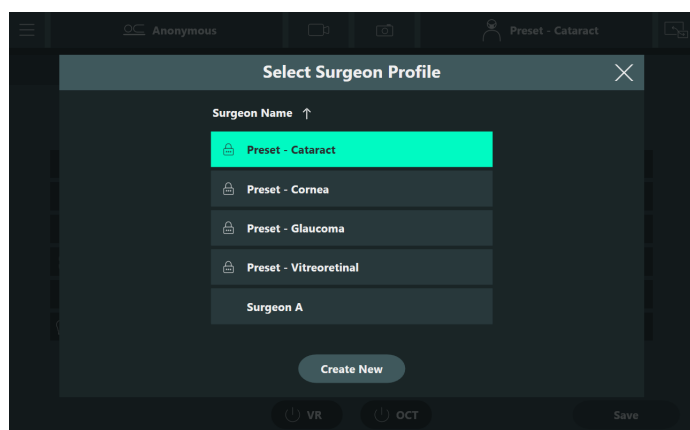 Anonymous
Preset - Cataract
Select Surgeon Profile
Surgeon Name
Preset - Cataract
Preset - Cornea
Preset - Glaucoma
Preset - Vitreoretinal
Surgeon A
Create New
VR
OCT
Save